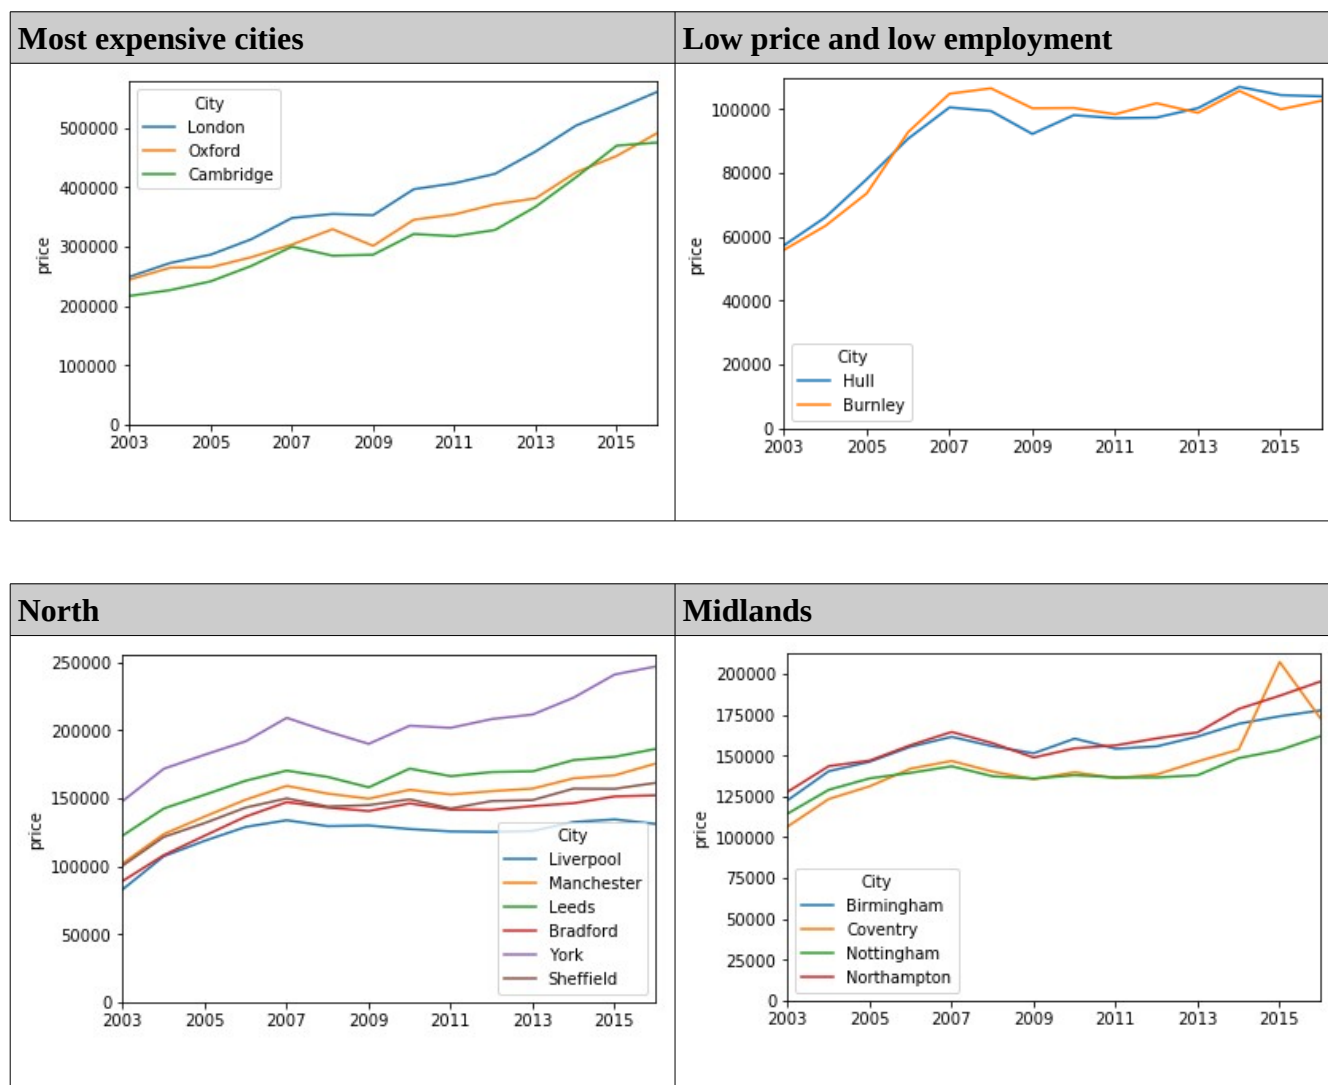 Most expensive cities
City
London
Oxford
Cambridge
500000
400000
300000
200000
100000
0
price
2003 2005 2007 2009 2011 2013 2015
Low price and low employment
100000
80000
60000
40000
20000
0
price
City
Hull
Burnley
2003 2005 2007 2009 2011 2013 2015
North
250000
200000
150000
100000
50000
0
price
City
Liverpool
Manchester
Leeds
Bradford
York
Sheffield
2003 2005 2007 2009 2011 2013 2015
Midlands
200000
175000
150000
125000
100000
75000
50000
25000
0
price
City
Birmingham
Coventry
Nottingham
Northampton
2003 2005 2007 2009 2011 2013 2015